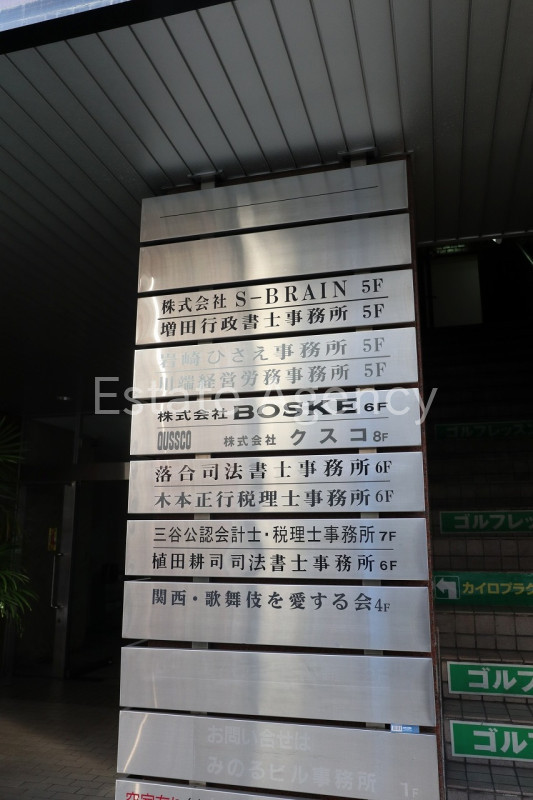 株式会社 S-BRAIN 5F
増田行政書士事務所 5F
岩崎ひさえ事務所 5F
川端経営労務事務所 5F
Estate Agency
株式会社 BOSKE 6F
OUSSCO 株式会社 クスコ 8F
落合司法書士事務所 6F
木本正行税理士事務所 6F
三谷公認会計士・税理士事務所 7F
植田耕司司法書士事務所 6F
関西・歌舞伎を愛する会 4F
お問い合せは
みのるビル事務所 1F
ゴルフレッ
カイロプラク
ゴルフ
ゴル